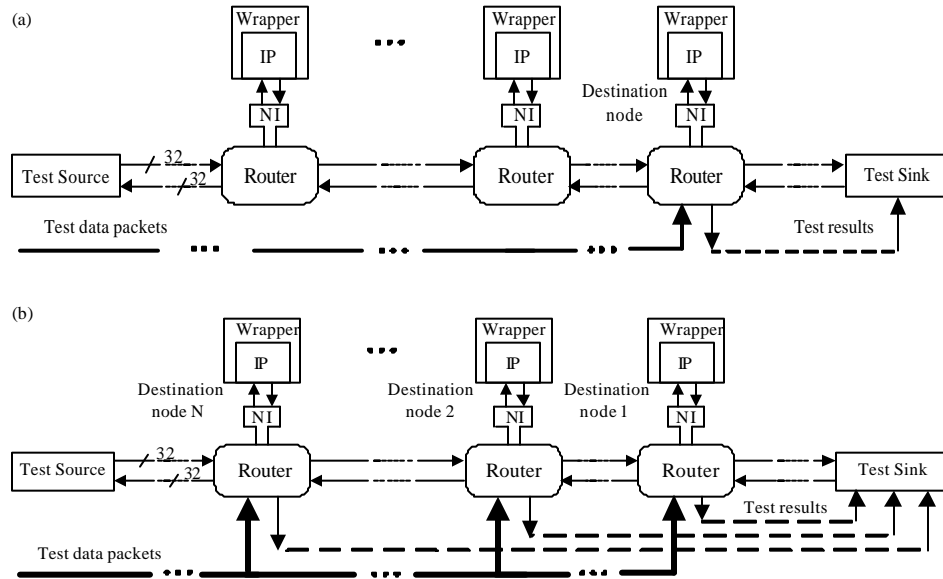 (a)
Wrapper
IP
Wrapper
IP
Wrapper
IP
Destination
node
NI
NI
NI
Test Source
32
32
Router
Router
Router
Test Sink
Test data packets
Test results
(b)
Wrapper
IP
Wrapper
IP
Wrapper
IP
Destination
node N
Destination
node 2
Destination
node 1
NI
NI
NI
Test Source
32
32
Router
Router
Router
Test Sink
Test results
Test data packets